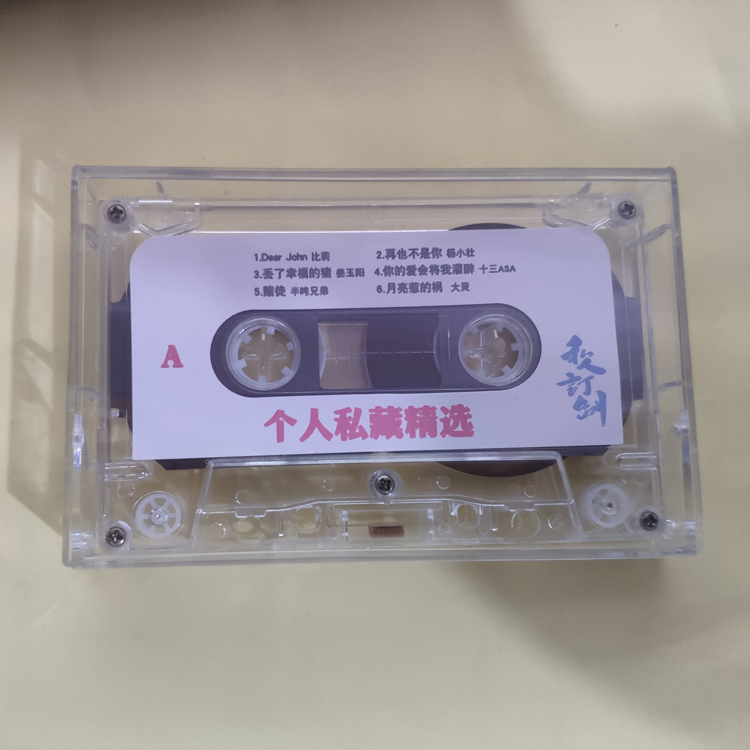 1.Dear John 比莉 2.再也不是你 杨小壮
3.丢了幸福的猪 姜玉阳 4.你的爱会将我灌醉 十三ASA
5.赌徒 半吨兄弟 6.月亮惹的祸 大灵
A
私人訂制
个人私藏精选